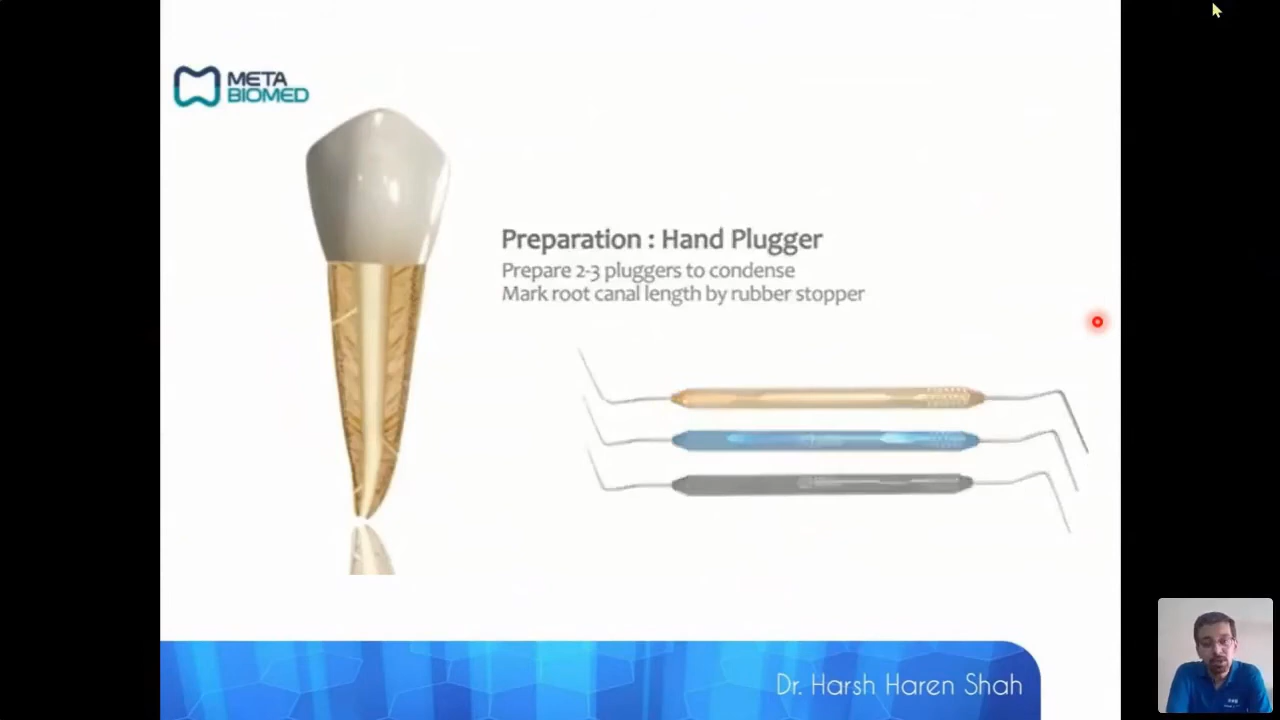 META
BIOMED
Preparation : Hand Plugger
Prepare 2-3 pluggers to condense
Mark root canal length by rubber stopper
Dr. Harsh Haren Shah